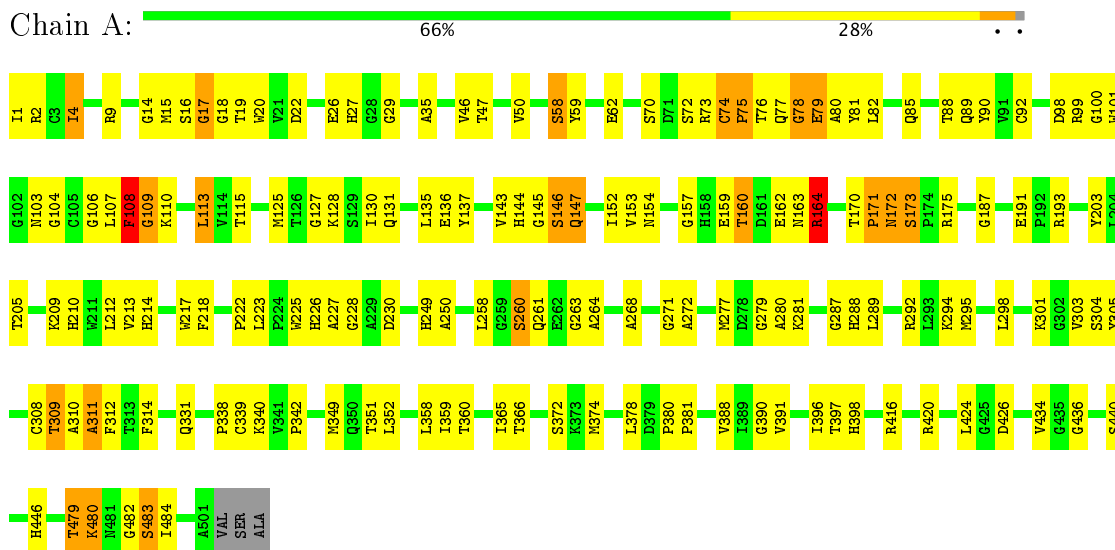 Chain A:
66% 28% • •
I1 R2 C3 I4 R9 G14 M15 S16 G17 G18 T19 W20 V21 D22 E26 H27 G28 G29 A35 V46 T47 V50 S58 Y59 E62 S70 D71 S72 R73 C74 P75 T76 Q77 G78 E79 A80 Y81 L82 Q85 T88 Q89 Y90 V91 C92 D98 R99 G100 W101
G102 N103 G104 C105 G106 L107 F108 G109 K110 L113 V114 T115 M125 T126 G127 K128 S129 I130 Q131 L135 E136 Y137 V143 H144 G145 S146 Q147 I152 V153 N154 G157 H158 E159 T160 D161 E162 N163 R164 T170 P171 N172 S173 P174 R175 G187 E191 P192 R193 Y203 L204
T205 K209 H210 W211 L212 V213 H214 W217 F218 P222 L223 P224 W225 H226 A227 G228 A229 D230 H249 A250 L258 G259 S260 Q261 E262 G263 A264 A268 G271 A272 M277 D278 G279 A280 K281 G287 H288 L289 R292 L293 K294 M295 L298 K301 G302 V303 S304 Y305
C308 T309 A310 A311 F312 T313 F314 Q331 P338 C339 K340 V341 P342 M349 Q350 T351 L352 L358 I359 T360 I365 T366 S372 K373 M374 L378 D379 P380 P381 V388 I389 G390 V391 I396 T397 H398 R416 R420 L424 G425 D426 V434 G435 G436 S440
H446 T479 K480 N481 G482 S483 I484 A501 VAL SER ALA